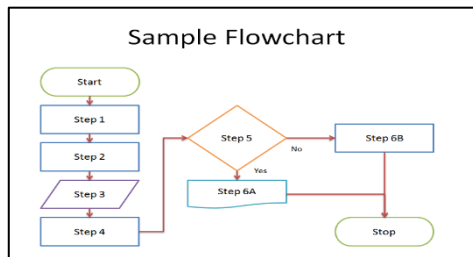 Sample Flowchart
Start
Step 1
Step 2
Step 3
Step 4
Step 5
No
Yes
Step 6A
Step 6B
Stop